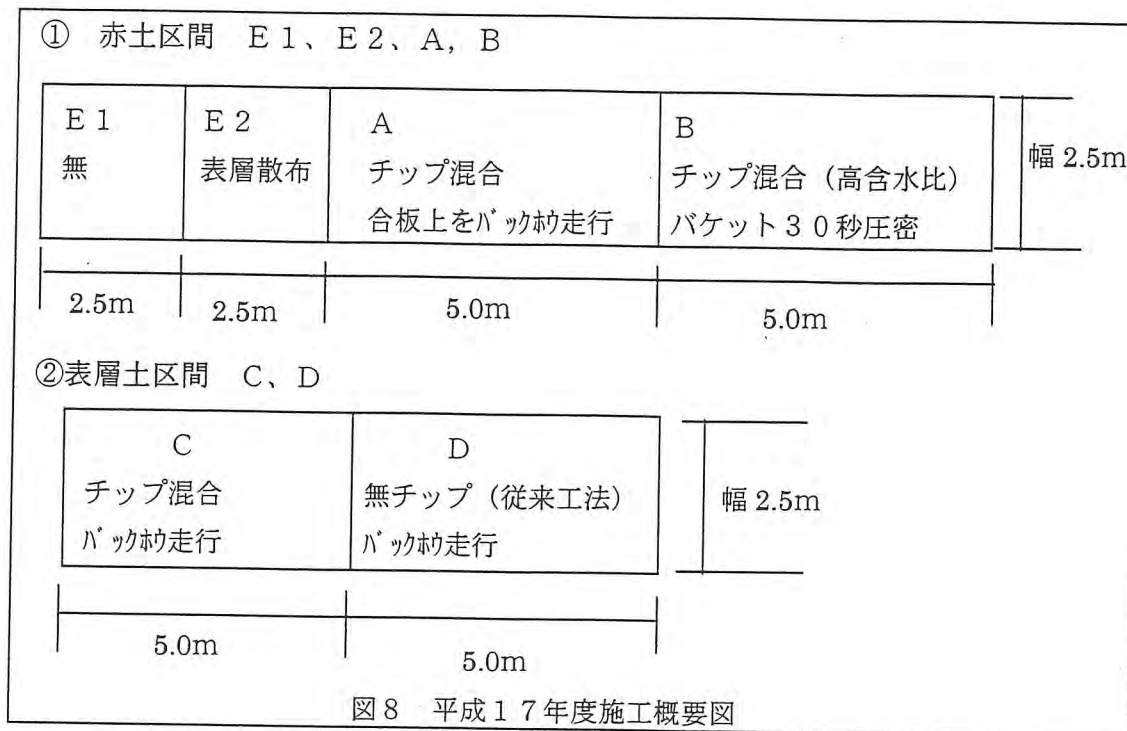 ① 赤土区間 E1、E2、A, B
E1
無
E2
表層散布
A
チップ混合
合板上をバックホウ走行
B
チップ混合（高含水比）
バケット30秒圧密
幅 2.5m
2.5m
2.5m
5.0m
5.0m
②表層土区間 C、D
C
チップ混合
バックホウ走行
D
無チップ（従来工法）
バックホウ走行
幅 2.5m
5.0m
5.0m
図8 平成17年度施工概要図